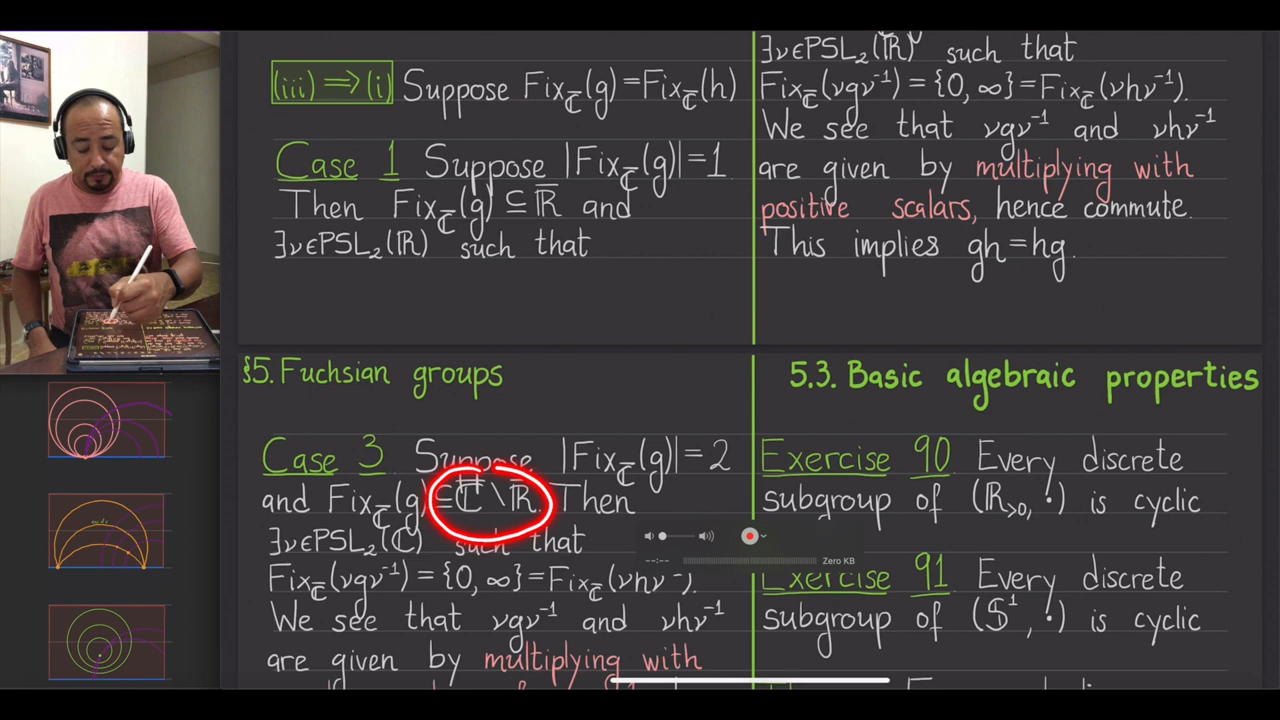 (iii) ⟹ (i) Suppose Fix_ℂ̅(g)=Fix_ℂ̅(h)
Case 1 Suppose |Fix_ℂ̅(g)|=1
Then Fix_ℂ̅(g)⊆ℝ̅ and
∃ν∈PSL₂(ℝ) such that
∃ν∈PSL₂(ℝ) such that
Fix_ℂ̅(νgν⁻¹) = {0, ∞} = Fix_ℂ̅(νhν⁻¹).
We see that νgν⁻¹ and νhν⁻¹
are given by multiplying with
positive scalars, hence commute.
This implies gh=hg.
§5. Fuchsian groups
5.3. Basic algebraic properties
Case 3 Suppose |Fix_ℂ̅(g)|=2
and Fix_ℂ̅(g)⊆ℂ̅∖ℝ̅. Then
∃ν∈PSL₂(ℂ) such that
Fix_ℂ̅(νgν⁻¹) = {0, ∞} = Fix_ℂ̅(νhν⁻
We see that νgν⁻¹ and νhν⁻¹
are given by multiplying with
Exercise 90 Every discrete
subgroup of (ℝ>0, ·) is cyclic
Zero KB
Exercise 91 Every discrete
subgroup of (𝕊¹, ·) is cyclic